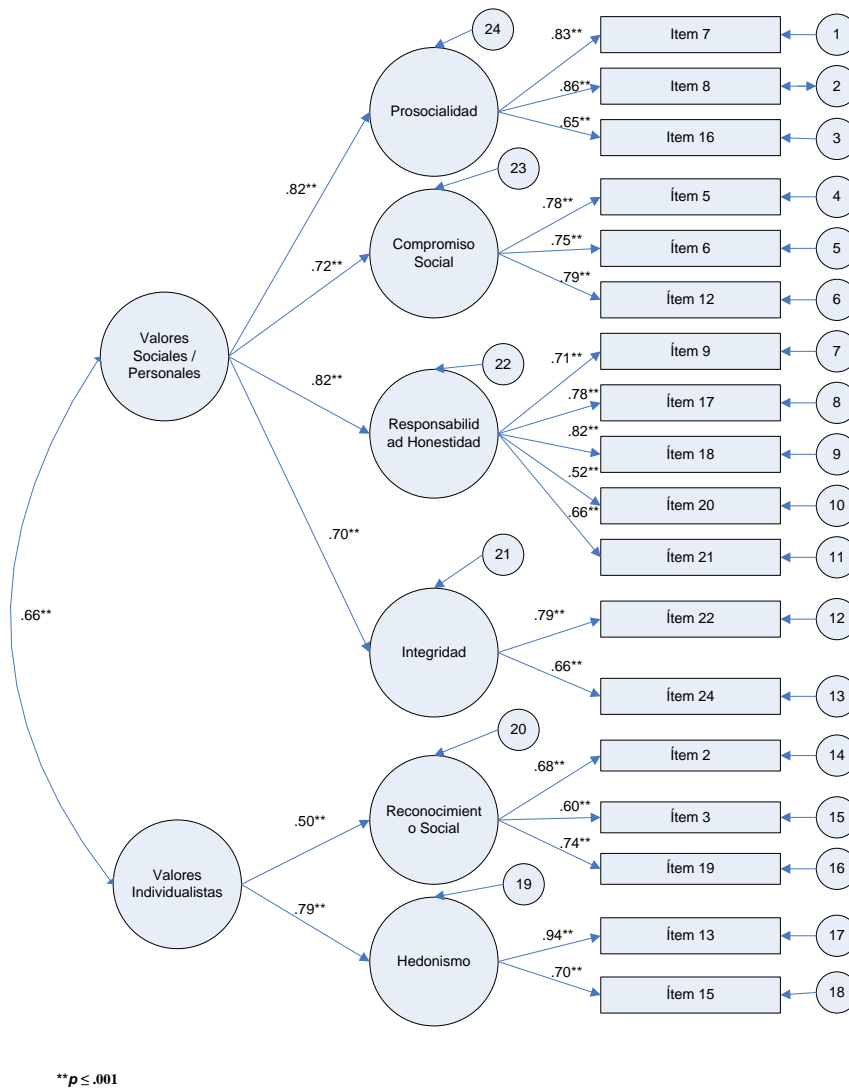 24
.83**
Item 7
1
.86**
Item 8
2
Prosocialidad
.65**
Item 16
3
.82**
23
.78**
Ítem 5
4
Compromiso
Social
.75**
Ítem 6
5
.72**
.79**
Ítem 12
6
Valores
Sociales /
Personales
22
.71**
Ítem 9
7
.82**
.78**
Ítem 17
8
Responsabilid
ad Honestidad
.82**
Ítem 18
9
.52**
Ítem 20
10
.66**
Ítem 21
11
.70**
21
.79**
Ítem 22
12
.66**
Integridad
.66**
Ítem 24
13
20
.68**
Ítem 2
14
Reconocimient
o Social
.60**
Ítem 3
15
.50**
.74**
Ítem 19
16
Valores
Individualistas
19
.79**
.94**
Ítem 13
17
Hedonismo
.70**
Ítem 15
18
**p ≤ .001